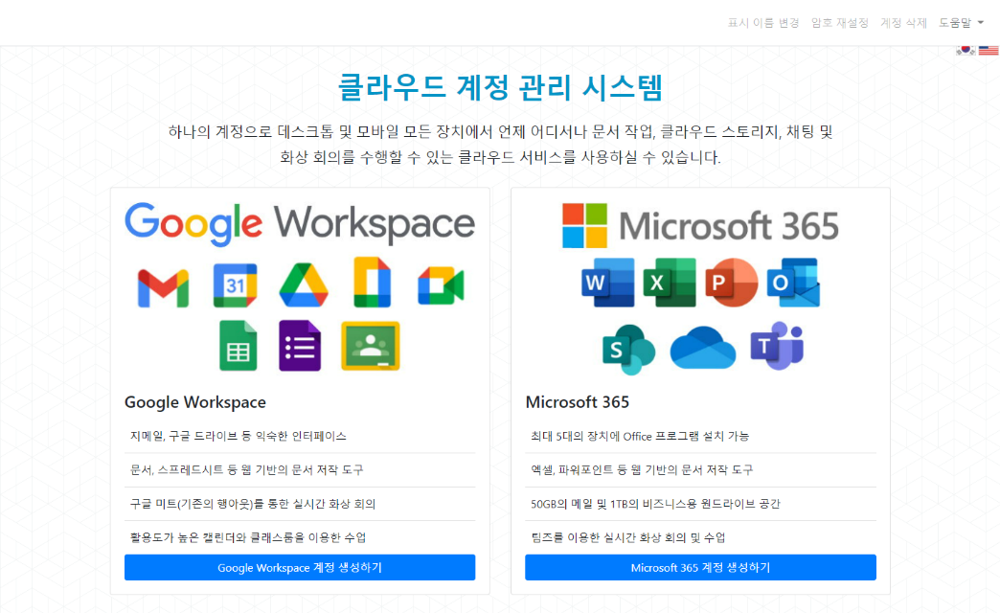 표시 이름 변경 암호 재설정 계정 삭제 도움말
클라우드 계정 관리 시스템
하나의 계정으로 데스크톱 및 모바일 모든 장치에서 언제 어디서나 문서 작업, 클라우드 스토리지, 채팅 및
화상 회의를 수행할 수 있는 클라우드 서비스를 사용하실 수 있습니다.
Google Workspace
31
Google Workspace
지메일, 구글 드라이브 등 익숙한 인터페이스
문서, 스프레드시트 등 웹 기반의 문서 저작 도구
구글 미트(기존의 행아웃)를 통한 실시간 화상 회의
활용도가 높은 캘린더와 클래스룸을 이용한 수업
Google Workspace 계정 생성하기
Microsoft 365
W X P O
S T
Microsoft 365
최대 5대의 장치에 Office 프로그램 설치 가능
엑셀, 파워포인트 등 웹 기반의 문서 저작 도구
50GB의 메일 및 1TB의 비즈니스용 원드라이브 공간
팀즈를 이용한 실시간 화상 회의 및 수업
Microsoft 365 계정 생성하기